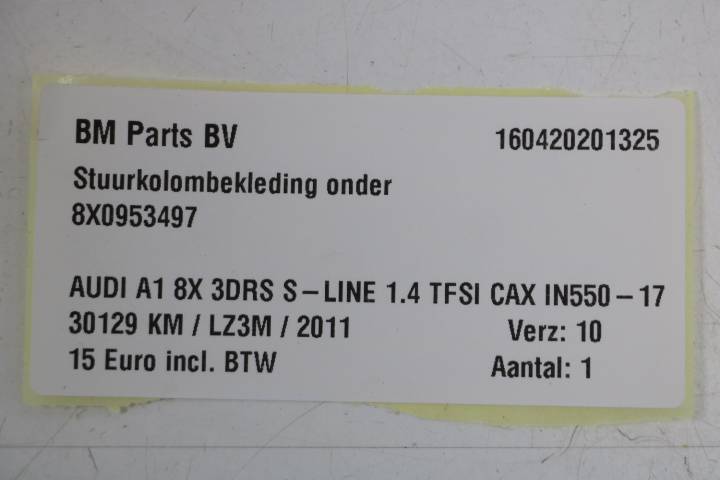 BM Parts BV 160420201325
Stuurkolombekleding onder
8X0953497
AUDI A1 8X 3DRS S-LINE 1.4 TFSI CAX IN550-17
30129 KM / LZ3M / 2011 Verz: 10
15 Euro incl. BTW Aantal: 1